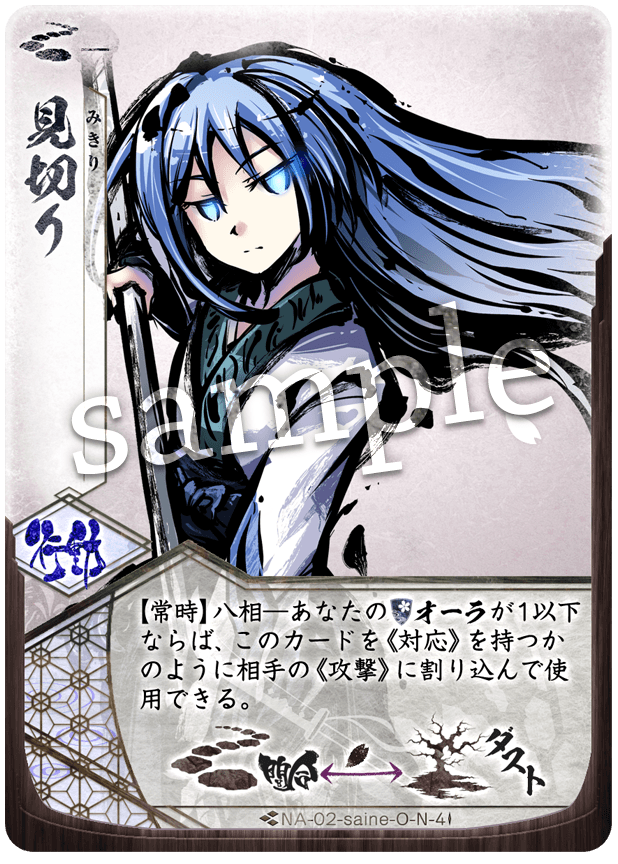 見切り
みきり
sample
行動
【常時】八相―あなたのオーラが1以下
ならば、このカードを《対応》を持つか
のように相手の《攻撃》に割り込んで使
用できる。
間合
ダスト
NA-02-saine-O-N-4